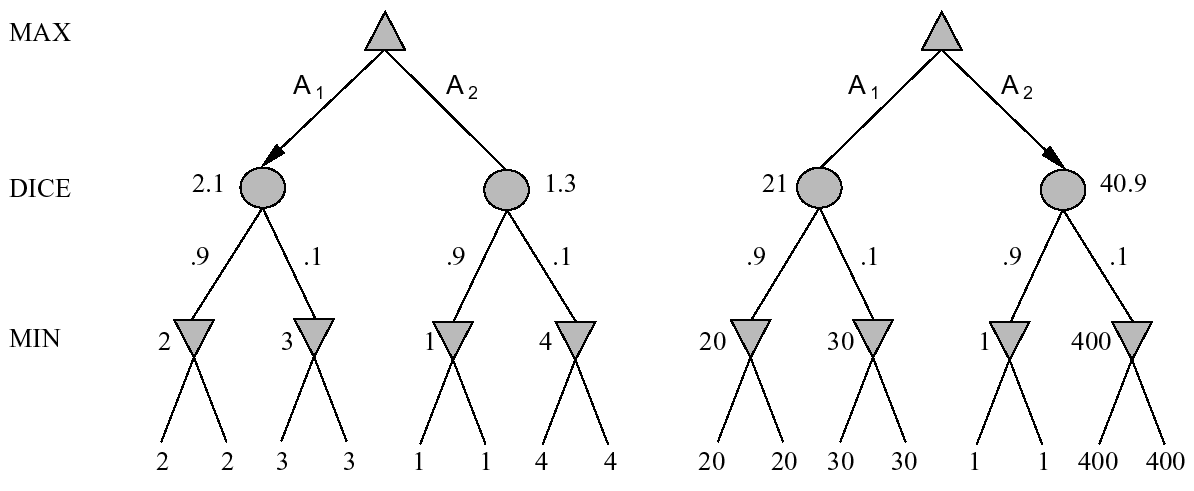 MAX
A1 A2 A1 A2
DICE 2.1 1.3 21 40.9
.9 .1 .9 .1 .9 .1 .9 .1
MIN 2 3 1 4 20 30 1 400
2 2 3 3 1 1 4 4 20 20 30 30 1 1 400 400